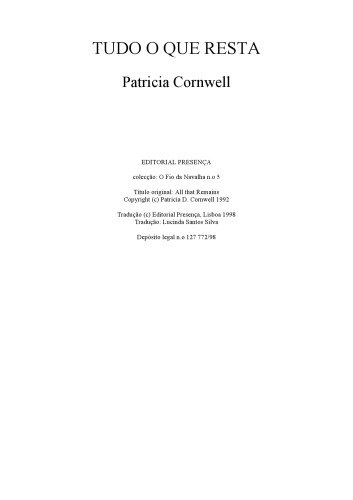 TUDO O QUE RESTA
Patricia Cornwell
EDITORIAL PRESENÇA
colecção: O Fio da Navalha n.o 5
Título original: All that Remains
Copyright (c) Patricia D. Cornwell 1992
Tradução (c) Editorial Presença, Lisboa 1998
Tradução: Lucinda Santos Silva
Depósito legal n.o 127 772/98